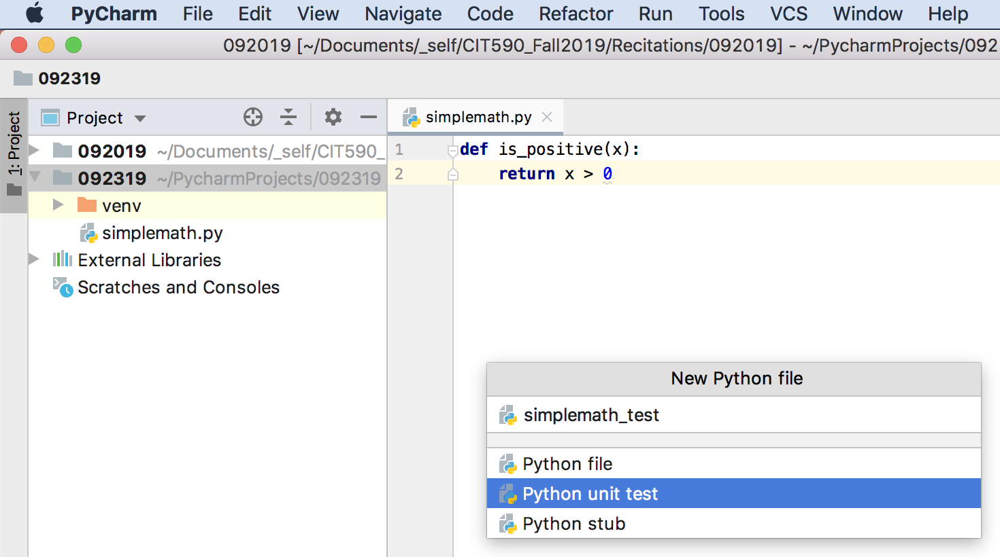 PyCharm File Edit View Navigate Code Refactor Run Tools VCS Window Help
092019 [~/Documents/_self/CIT590_Fall2019/Recitations/092019] - ~/PycharmProjects/092
092319
1: Project
Project
092019 ~/Documents/_self/CIT590_
092319 ~/PycharmProjects/092319
venv
simplemath.py
External Libraries
Scratches and Consoles
simplemath.py
1 def is_positive(x):
2 return x > 0
New Python file
simplemath_test
Python file
Python unit test
Python stub